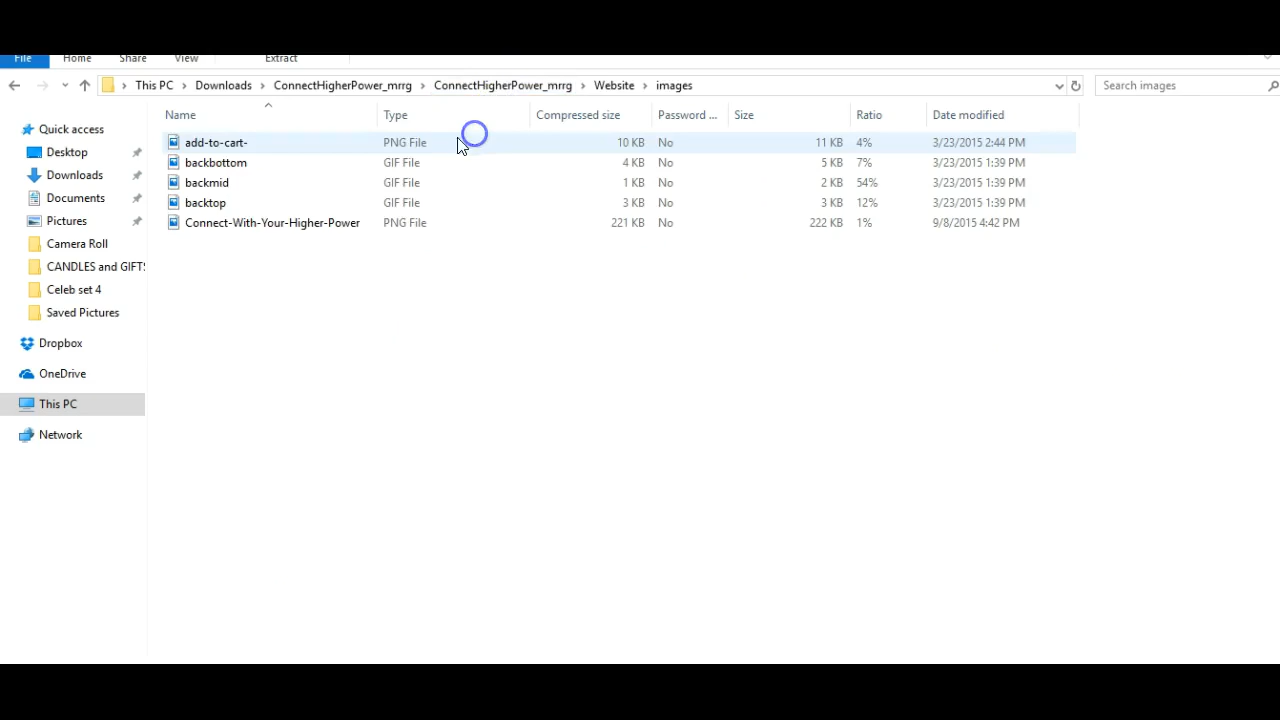 File Home Share View Extract
This PC Downloads ConnectHigherPower_mrrg ConnectHigherPower_mrrg Website images Search images
Name Type Compressed size Password ... Size Ratio Date modified
add-to-cart- PNG File 10 KB No 11 KB 4% 3/23/2015 2:44 PM
backbottom GIF File 4 KB No 5 KB 7% 3/23/2015 1:39 PM
backmid GIF File 1 KB No 2 KB 54% 3/23/2015 1:39 PM
backtop GIF File 3 KB No 3 KB 12% 3/23/2015 1:39 PM
Connect-With-Your-Higher-Power PNG File 221 KB No 222 KB 1% 9/8/2015 4:42 PM
Quick access
Desktop
Downloads
Documents
Pictures
Camera Roll
CANDLES and GIFTS
Celeb set 4
Saved Pictures
Dropbox
OneDrive
This PC
Network